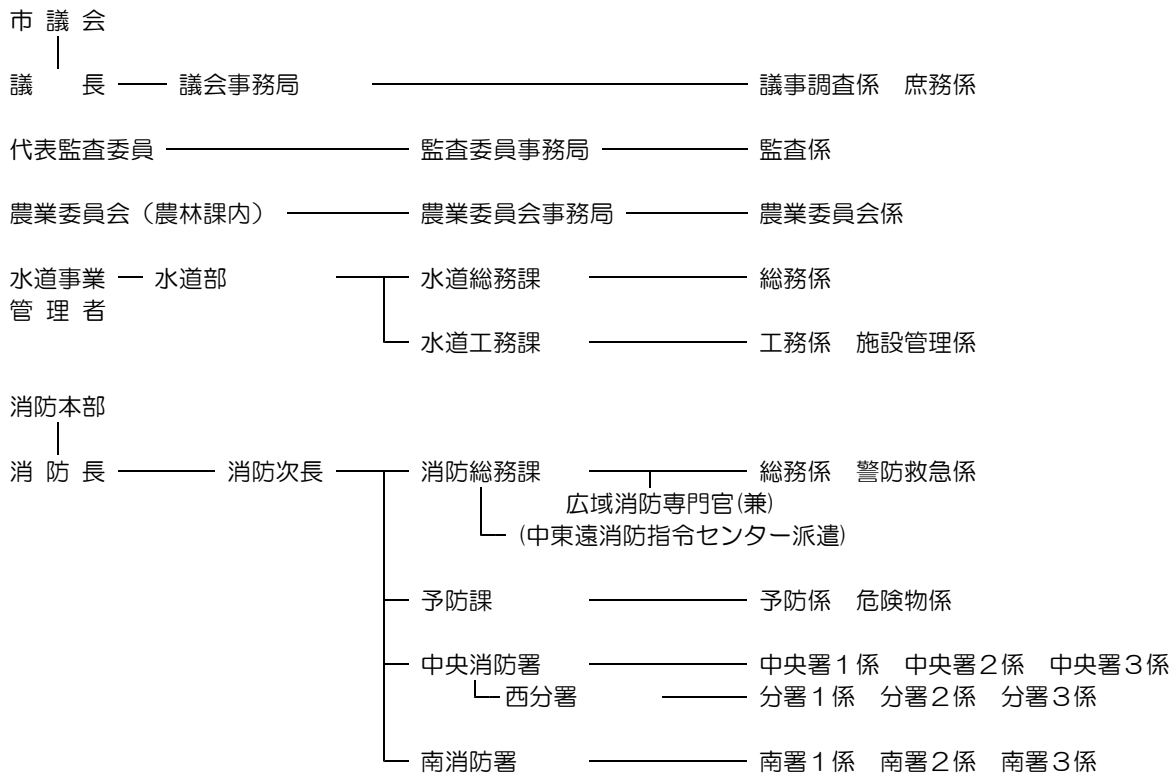 市 議 会
議 長 議会事務局 議事調査係 庶務係
代表監査委員 監査委員事務局 監査係
農業委員会（農林課内） 農業委員会事務局 農業委員会係
水道事業 水道部 水道総務課 総務係
管 理 者
水道工務課 工務係 施設管理係
消防本部
消 防 長 消防次長 消防総務課 総務係 警防救急係
広域消防専門官(兼)
(中東遠消防指令センター派遣)
予防課 予防係 危険物係
中央消防署 中央署１係 中央署２係 中央署３係
西分署 分署１係 分署２係 分署３係
南消防署 南署１係 南署２係 南署３係